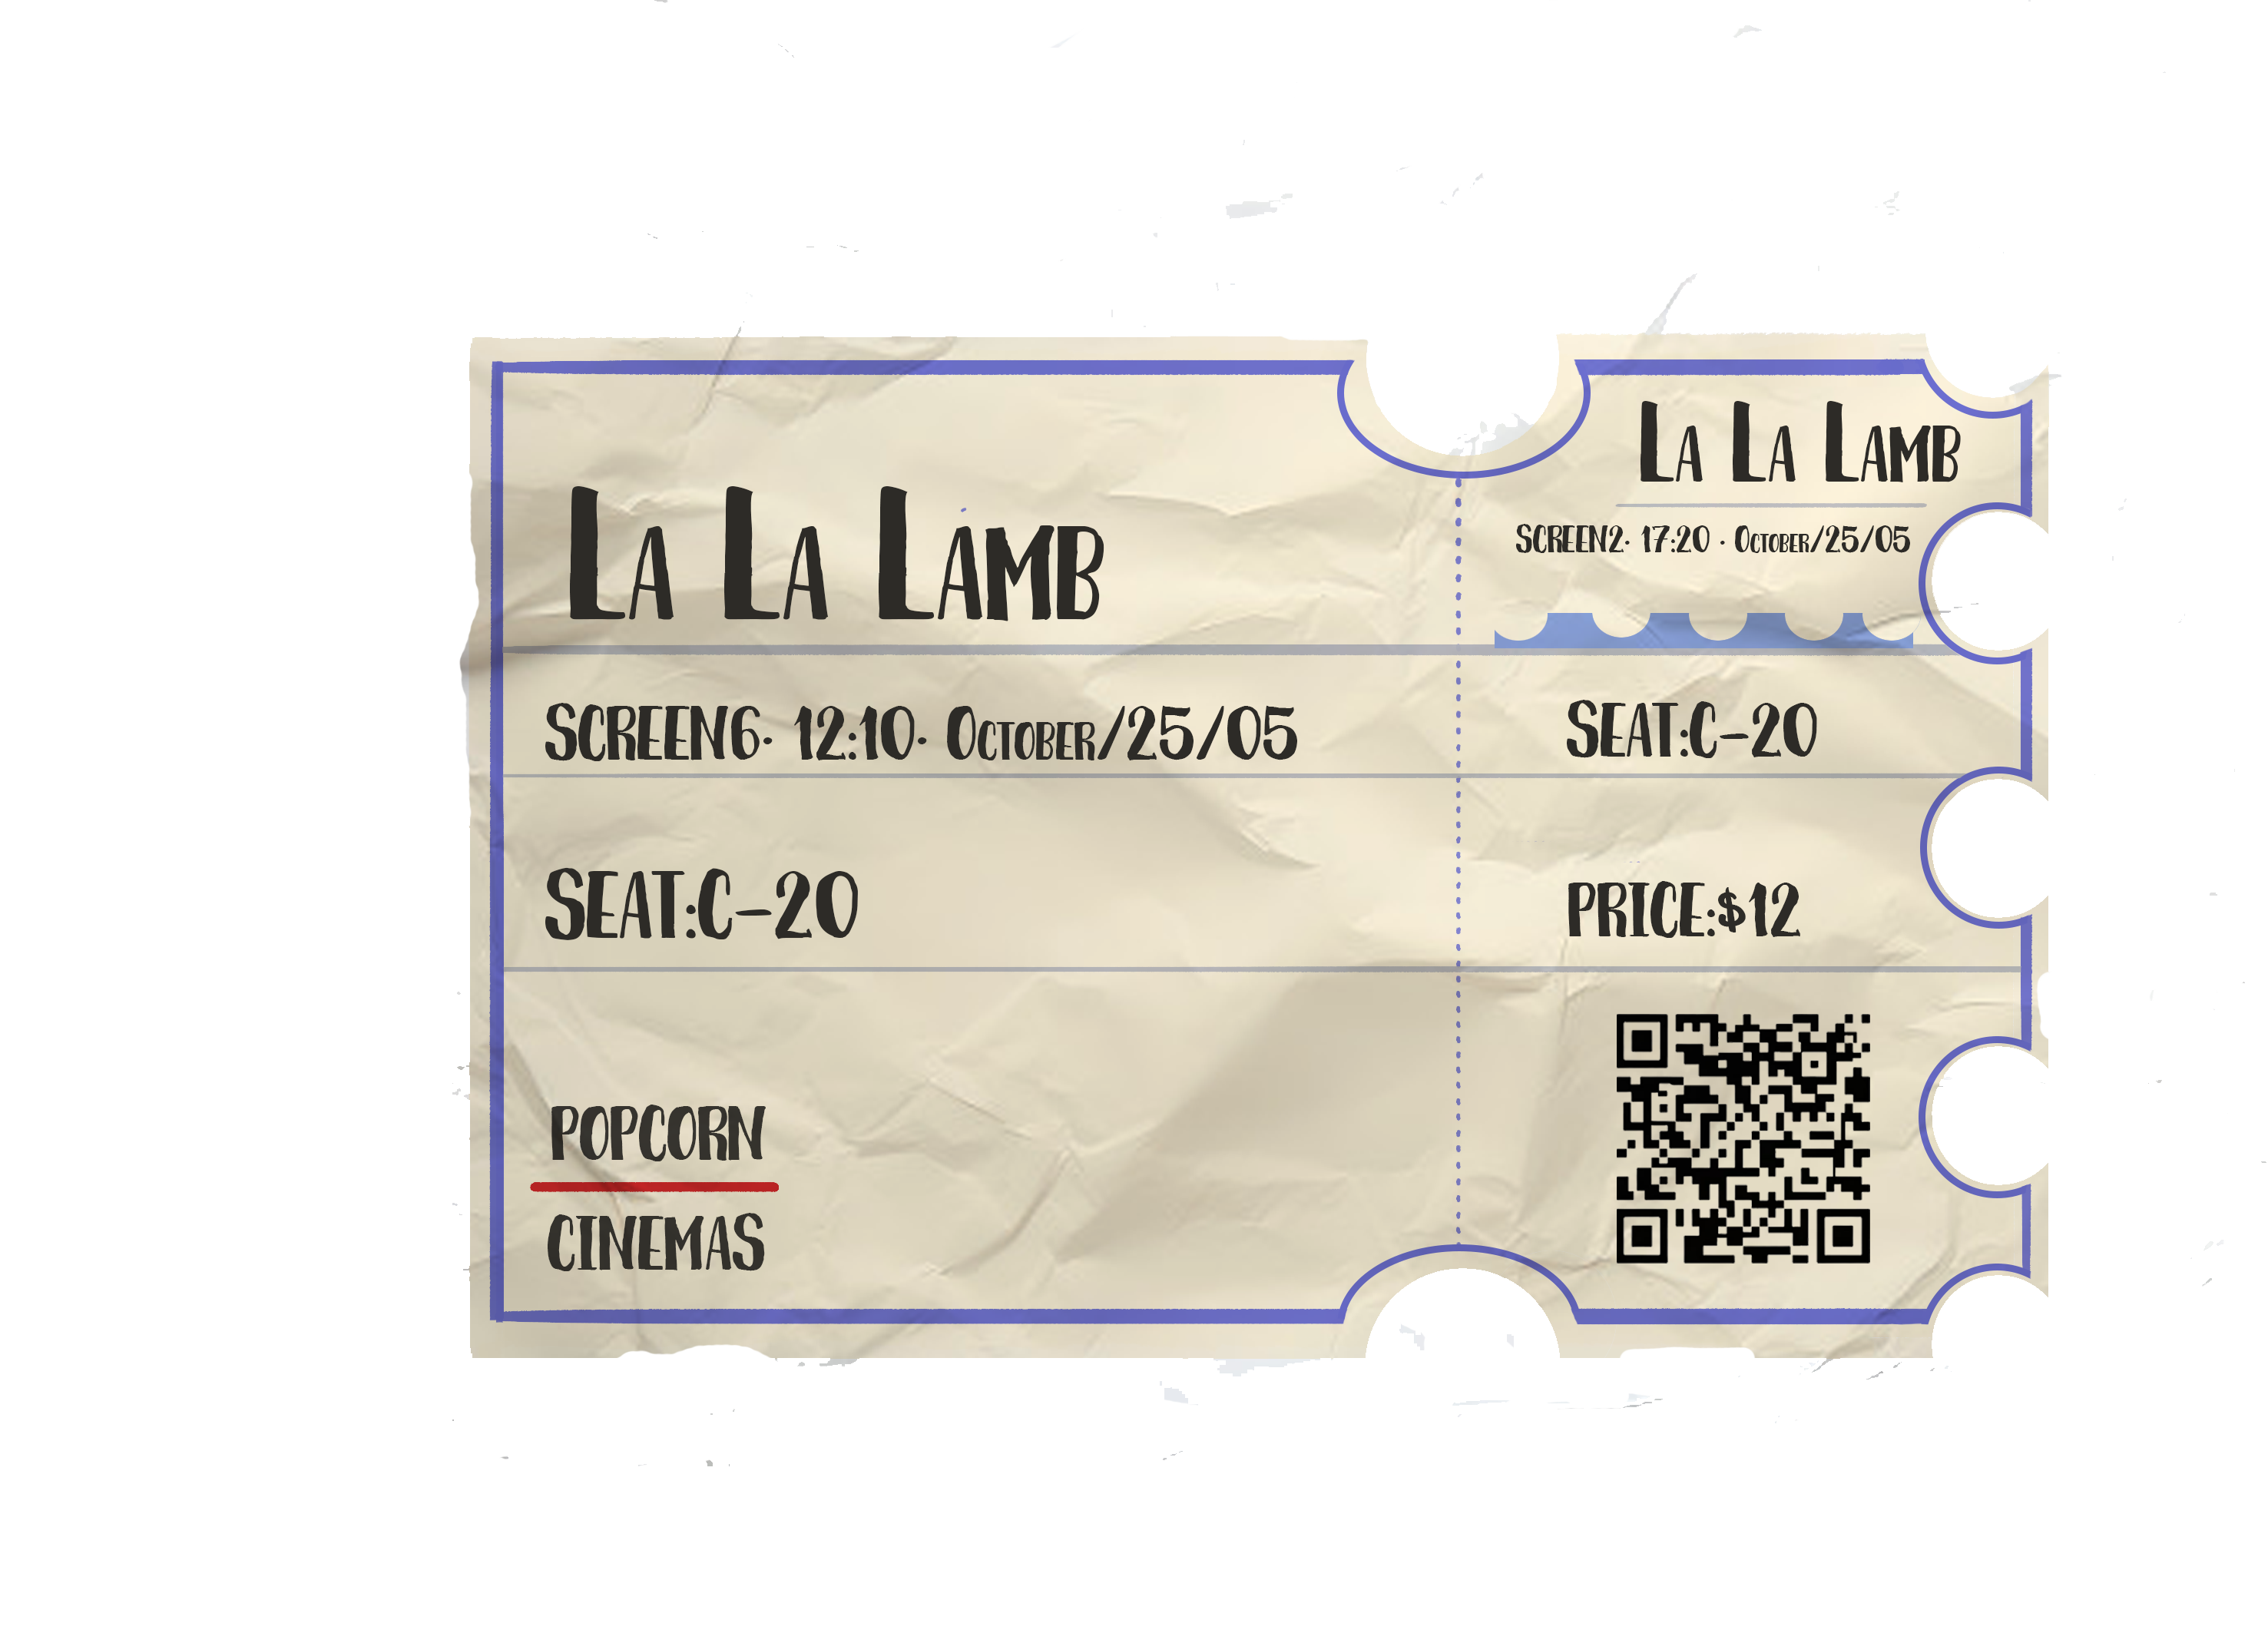 La La Lamb
SCREEN6· 12:10· October/25/05
SEAT:C-20
POPCORN
CINEMAS
La La Lamb
SCREEN2· 17:20 · October/25/05
SEAT:C-20
PRICE:$12